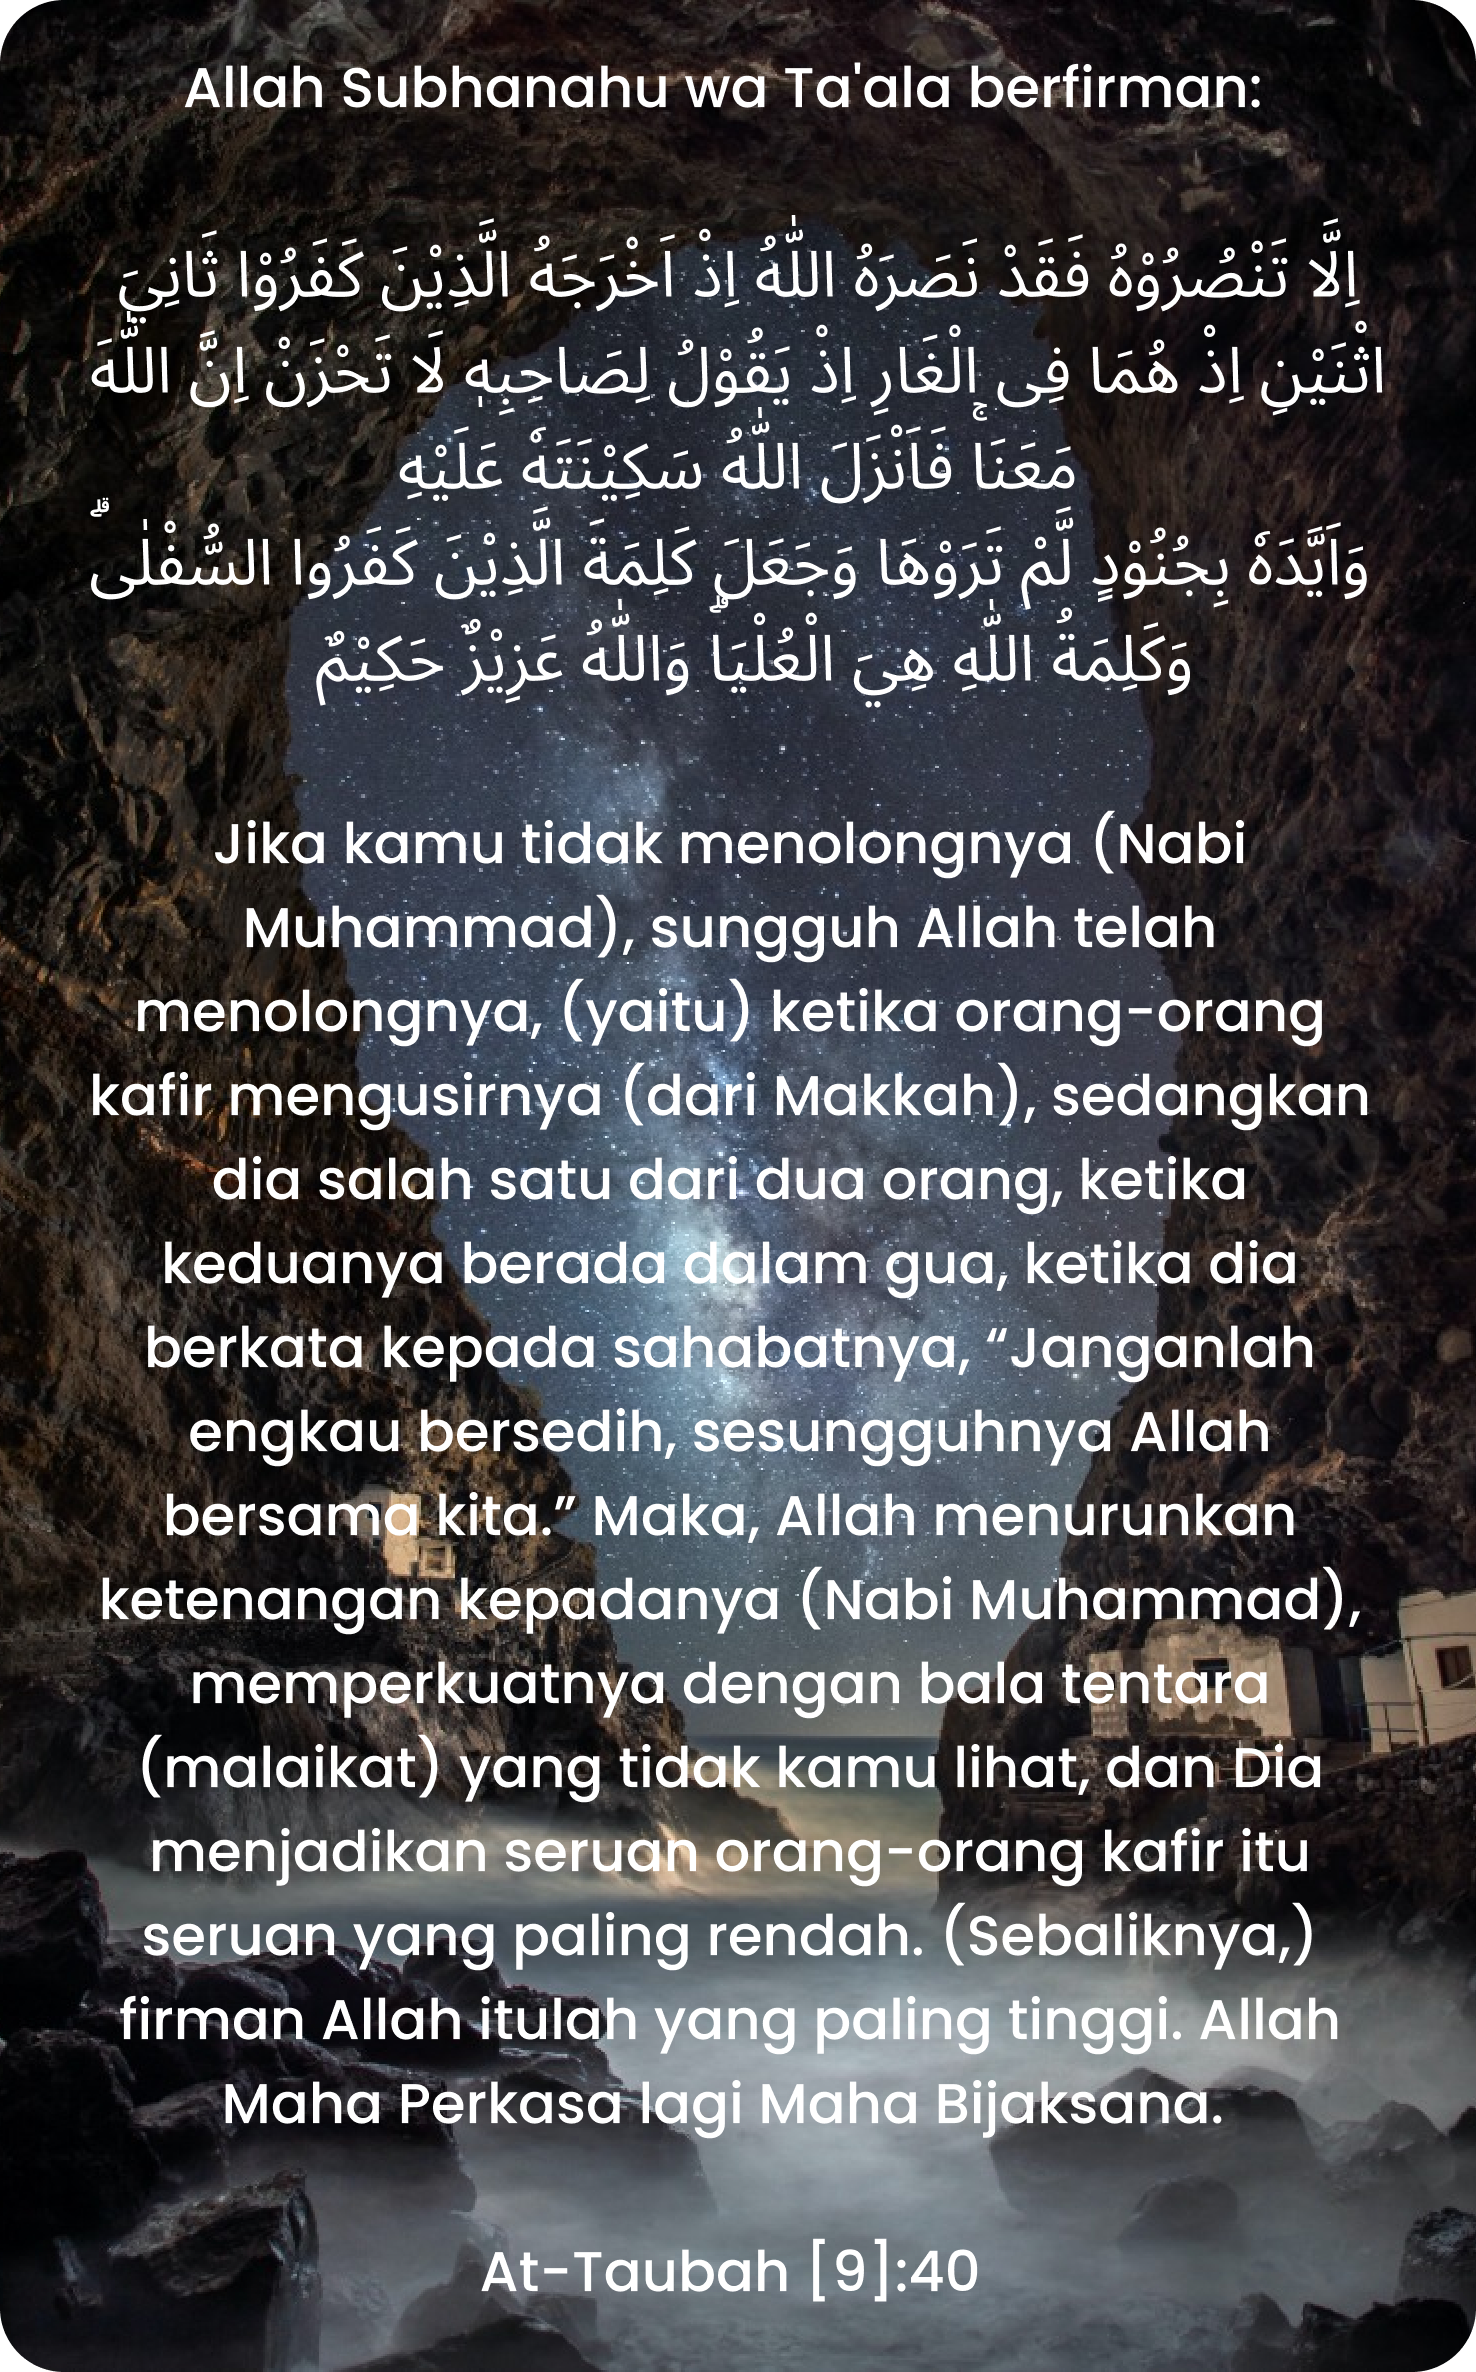 Allah Subhanahu wa Ta'ala berfirman:
اِلَّا تَنْصُرُوْهُ فَقَدْ نَصَرَهُ اللّٰهُ اِذْ اَخْرَجَهُ الَّذِيْنَ كَفَرُوْا ثَانِيَ
اثْنَيْنِ اِذْ هُمَا فِى الْغَارِ اِذْ يَقُوْلُ لِصَاحِبِهٖ لَا تَحْزَنْ اِنَّ اللّٰهَ
مَعَنَاۚ فَاَنْزَلَ اللّٰهُ سَكِيْنَتَهٗ عَلَيْهِ
وَاَيَّدَهٗ بِجُنُوْدٍ لَّمْ تَرَوْهَا وَجَعَلَ كَلِمَةَ الَّذِيْنَ كَفَرُوا السُّفْلٰىۗ
وَكَلِمَةُ اللّٰهِ هِيَ الْعُلْيَاۗ وَاللّٰهُ عَزِيْزٌ حَكِيْمٌ
Jika kamu tidak menolongnya (Nabi
Muhammad), sungguh Allah telah
menolongnya, (yaitu) ketika orang-orang
kafir mengusirnya (dari Makkah), sedangkan
dia salah satu dari dua orang, ketika
keduanya berada dalam gua, ketika dia
berkata kepada sahabatnya, “Janganlah
engkau bersedih, sesungguhnya Allah
bersama kita.” Maka, Allah menurunkan
ketenangan kepadanya (Nabi Muhammad),
memperkuatnya dengan bala tentara
(malaikat) yang tidak kamu lihat, dan Dia
menjadikan seruan orang-orang kafir itu
seruan yang paling rendah. (Sebaliknya,)
firman Allah itulah yang paling tinggi. Allah
Maha Perkasa lagi Maha Bijaksana.
At-Taubah [9]:40